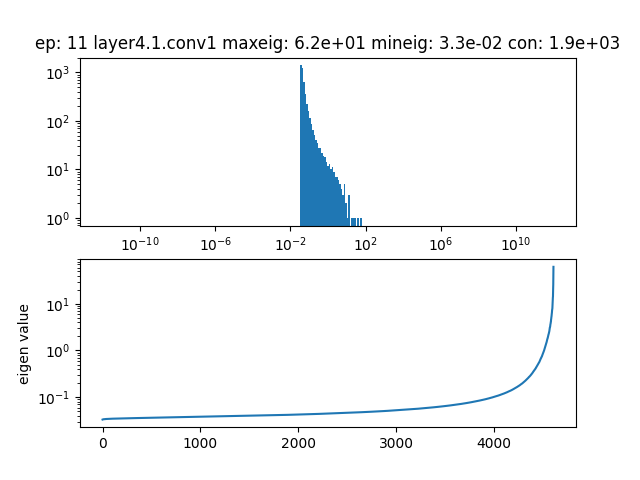 ep: 11 layer4.1.conv1 maxeig: 6.2e+01 mineig: 3.3e-02 con: 1.9e+03
10³
10²
10¹
10⁰
10⁻¹⁰ 10⁻⁶ 10⁻² 10² 10⁶ 10¹⁰
eigen value
10¹
10⁰
10⁻¹
0 1000 2000 3000 4000